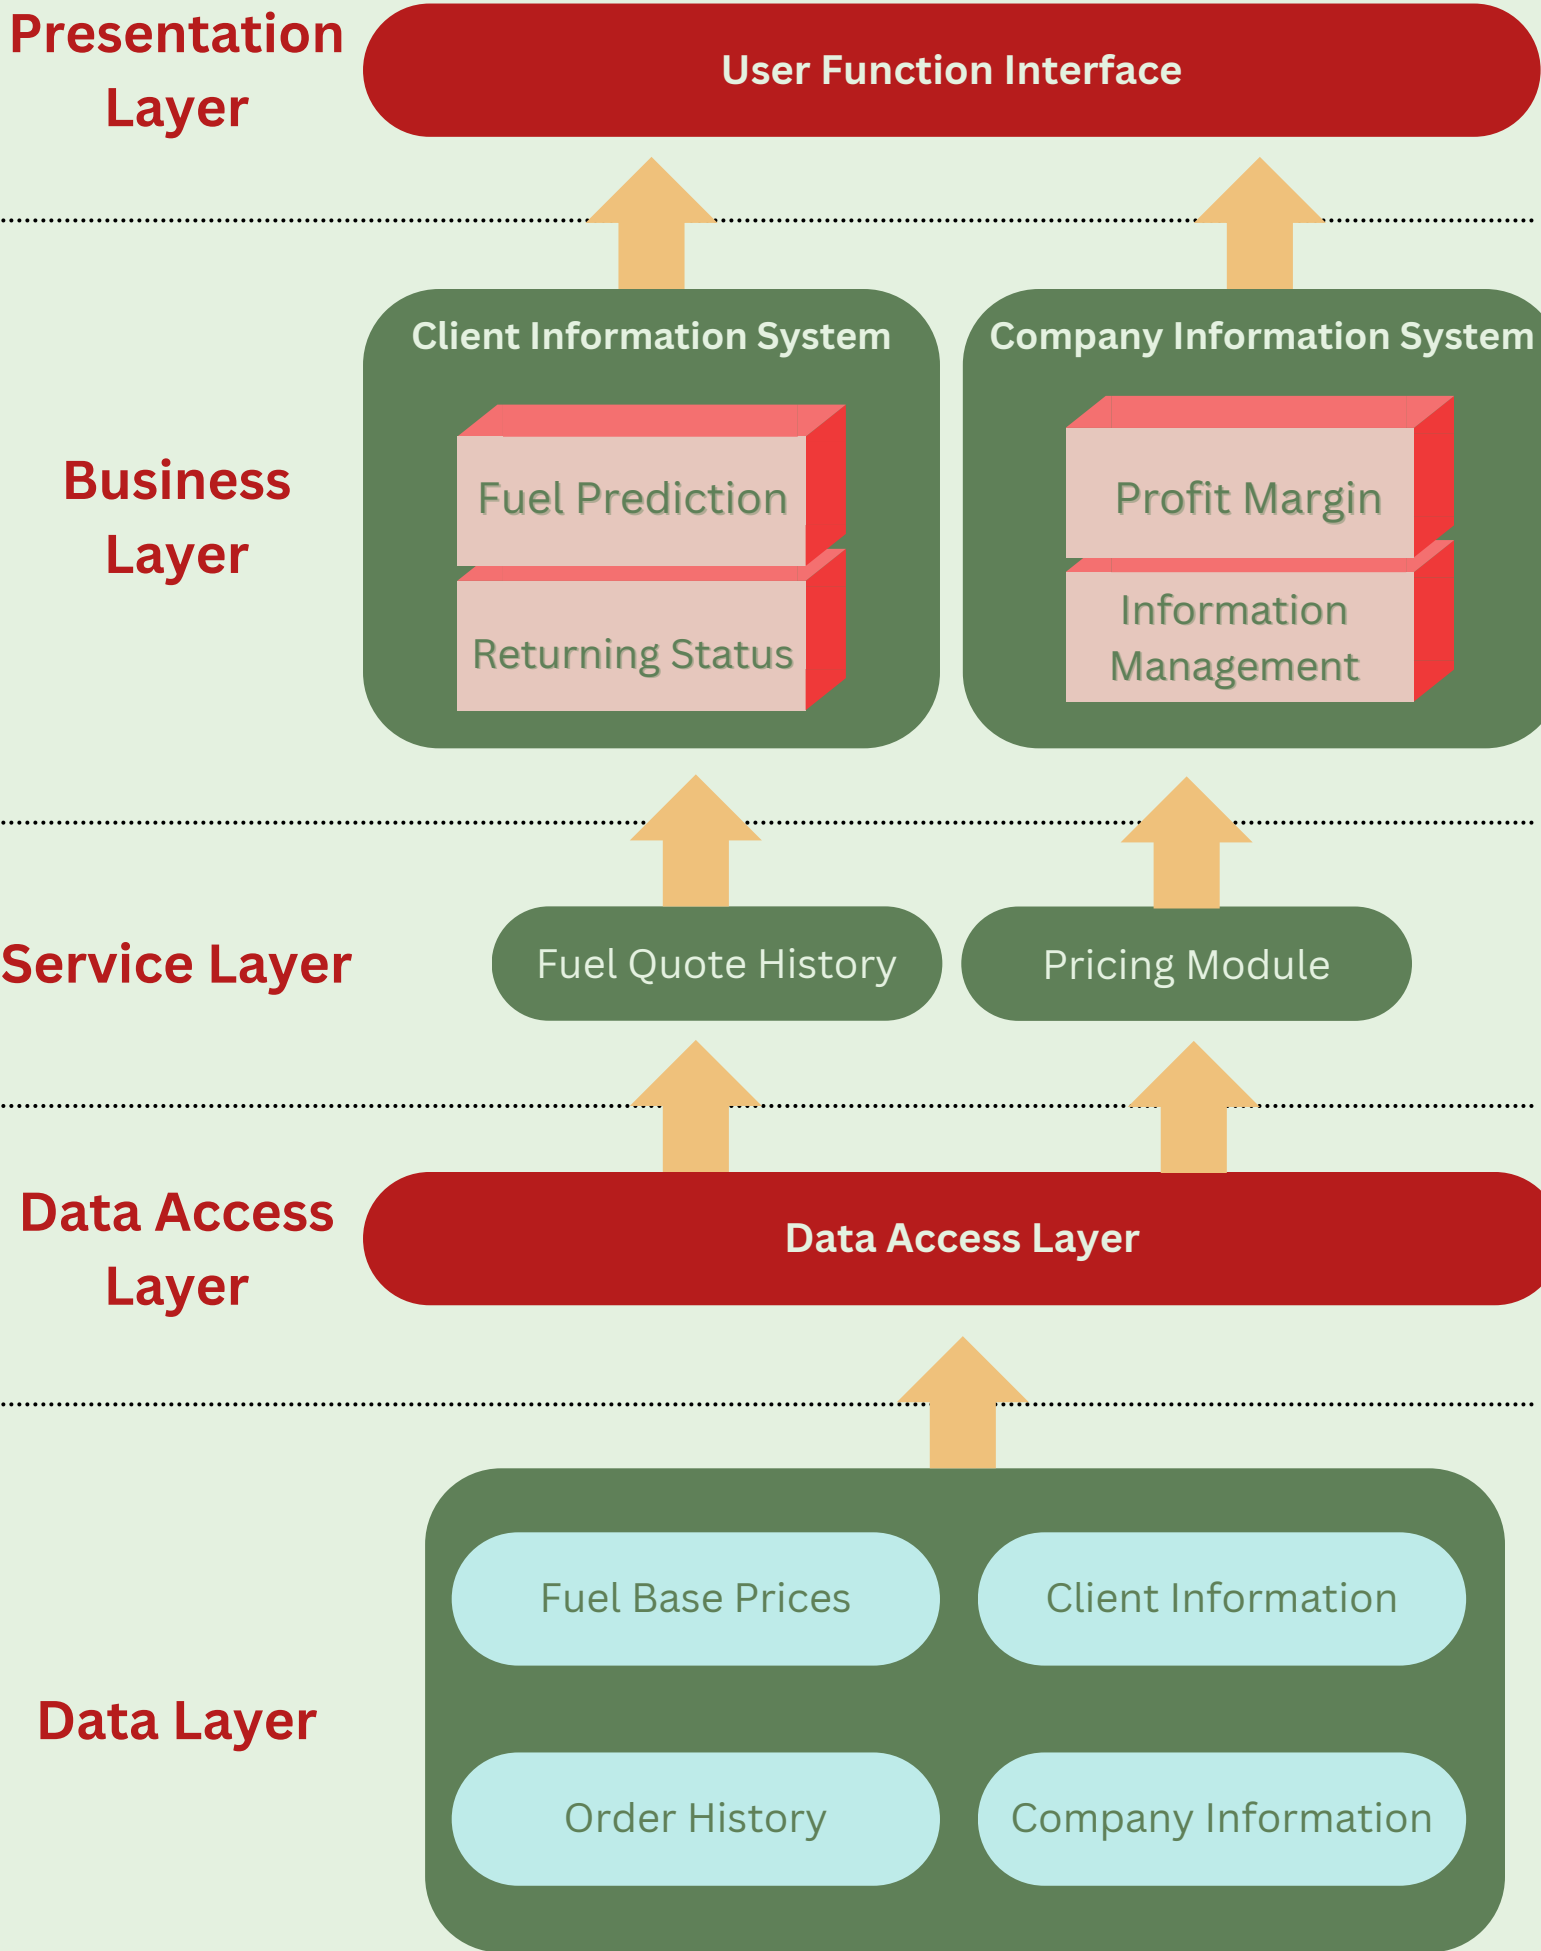 Presentation
Layer
User Function Interface
Client Information System
Company Information System
Business
Layer
Fuel Prediction
Returning Status
Profit Margin
Information
Management
Service Layer
Fuel Quote History
Pricing Module
Data Access
Layer
Data Access Layer
Data Layer
Fuel Base Prices
Client Information
Order History
Company Information